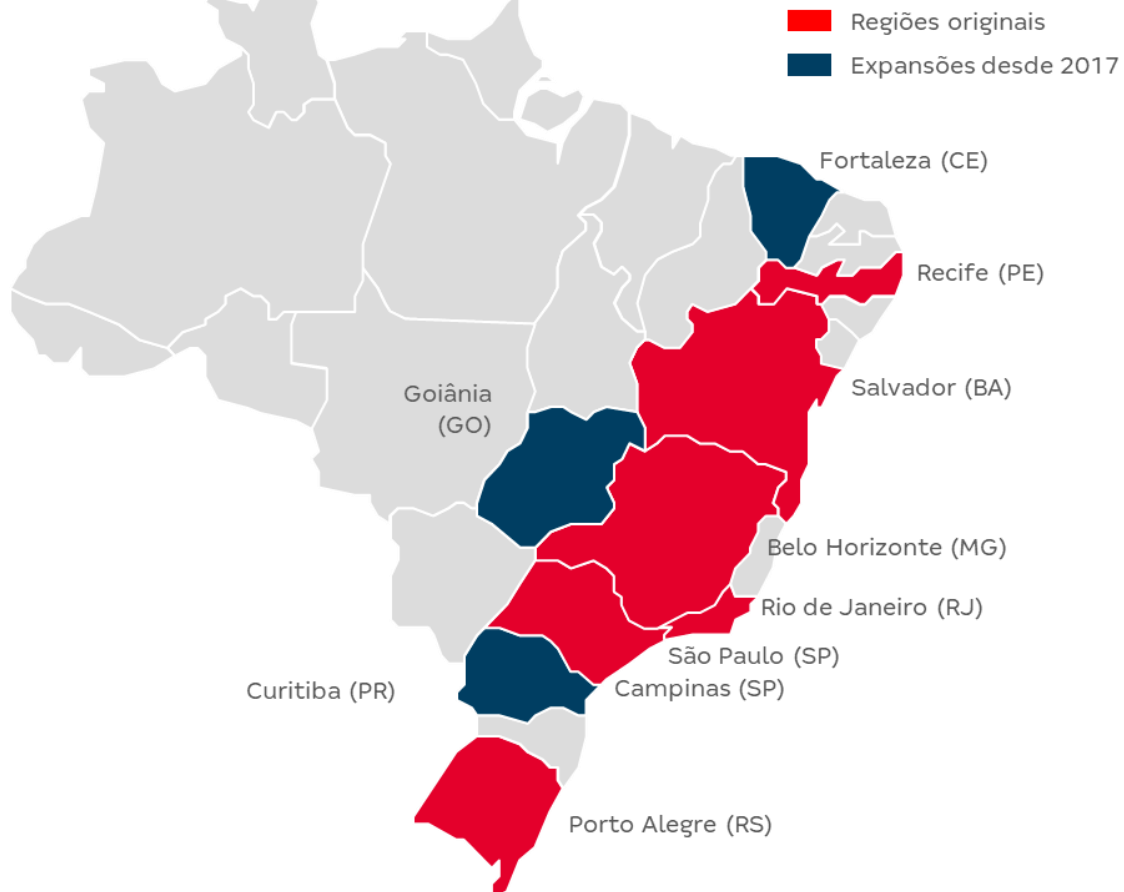 Regiões originais
Expansões desde 2017
Fortaleza (CE)
Recife (PE)
Salvador (BA)
Goiânia
(GO)
Belo Horizonte (MG)
Rio de Janeiro (RJ)
São Paulo (SP)
Campinas (SP)
Curitiba (PR)
Porto Alegre (RS)